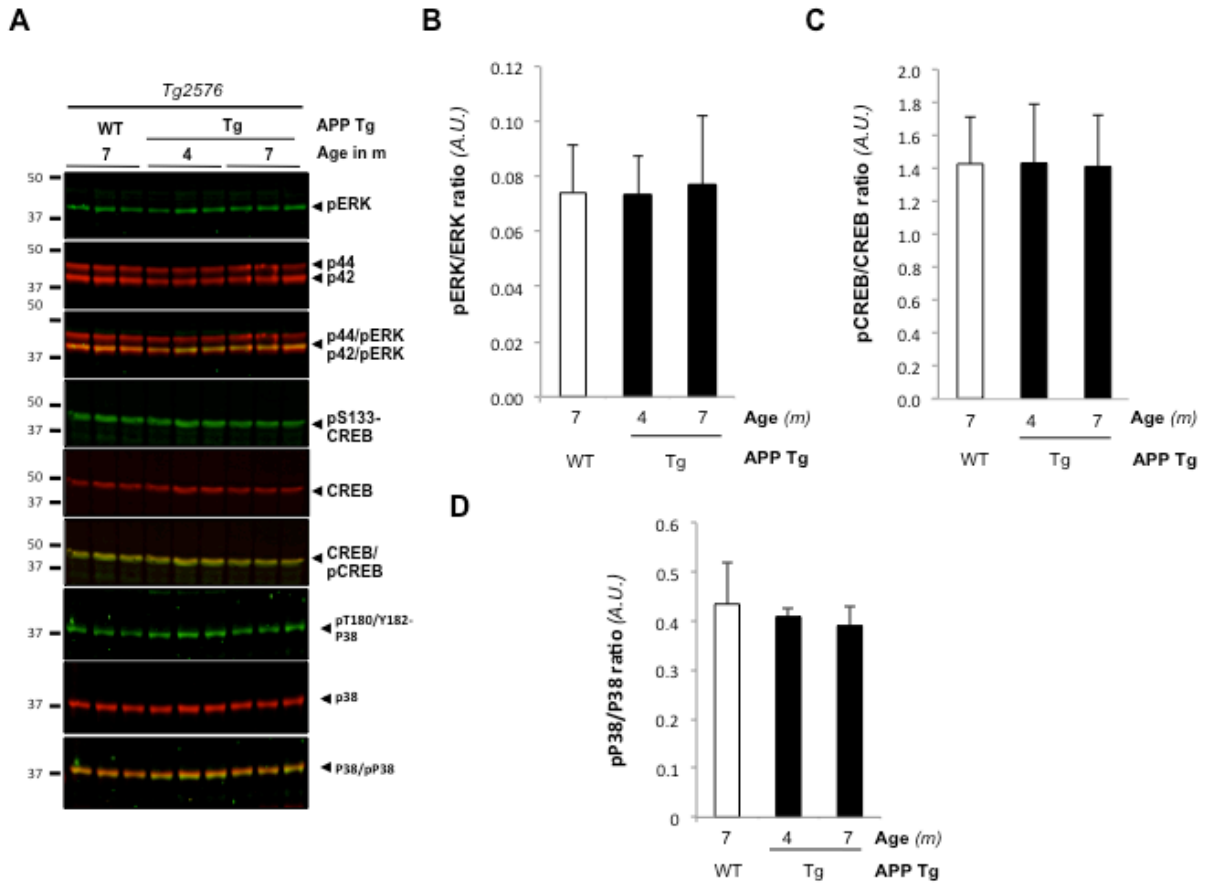 A
Tg2576
WT Tg APP Tg
7 4 7 Age in m
50
37
pERK
50
37
p44
p42
50
37
p44/pERK
p42/pERK
50
37
pS133-
CREB
50
37
CREB
50
37
CREB/
pCREB
37
pT180/Y182-
P38
37
p38
37
P38/pP38
B
pERK/ERK ratio (A.U.)
0.12
0.10
0.08
0.06
0.04
0.02
0.00
7 4 7 Age (m)
WT Tg APP Tg
C
pCREB/CREB ratio (A.U.)
2.0
1.8
1.6
1.4
1.2
1.0
0.8
0.6
0.4
0.2
0.0
7 4 7 Age (m)
WT Tg APP Tg
D
pP38/P38 ratio (A.U.)
0.6
0.5
0.4
0.3
0.2
0.1
0
7 4 7 Age (m)
WT Tg APP Tg